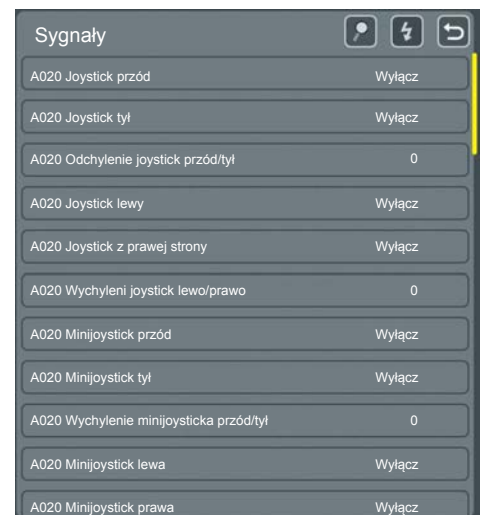 Sygnały
A020 Joystick przód Wyłącz
A020 Joystick tył Wyłącz
A020 Odchylenie joystick przód/tył 0
A020 Joystick lewy Wyłącz
A020 Joystick z prawej strony Wyłącz
A020 Wychyleni joystick lewo/prawo 0
A020 Minijoystick przód Wyłącz
A020 Minijoystick tył Wyłącz
A020 Wychylenie minijoysticka przód/tył 0
A020 Minijoystick lewa Wyłącz
A020 Minijoystick prawa Wyłącz